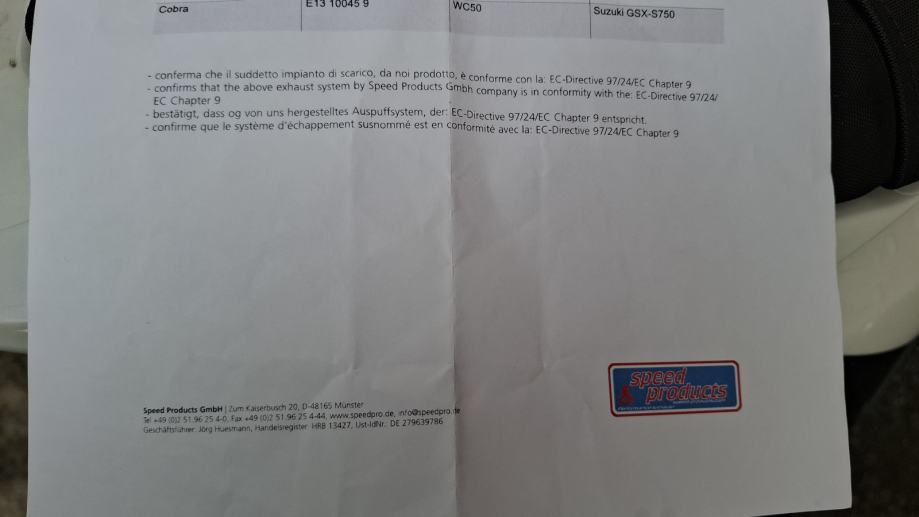 Cobra E13 10045 9 WC50 Suzuki GSX-S750
- conferma che il suddetto impianto di scarico, da noi prodotto, è conforme con la: EC-Directive 97/24/EC Chapter 9
- confirms that the above exhaust system by Speed Products Gmbh company is in conformity with the: EC-Directive 97/24/
EC Chapter 9
- bestätigt, dass og von uns hergestelltes Auspuffsystem, der: EC-Directive 97/24/EC Chapter 9 entspricht.
- confirme que le système d'échappement susnommé est en conformité avec la: EC-Directive 97/24/EC Chapter 9
speed
products
Speed Products GmbH | Zum Kaiserbusch 20, D-48165 Münster
Tel +49 (0)2 51.96 25 4-0, Fax +49 (0)2 51.96 25 4-44, www.speedpro.de, info@speedpro.de
Geschäftsführer: Jörg Huesmann, Handelsregister HRB 13427, Ust-IdNr.: DE 279639786